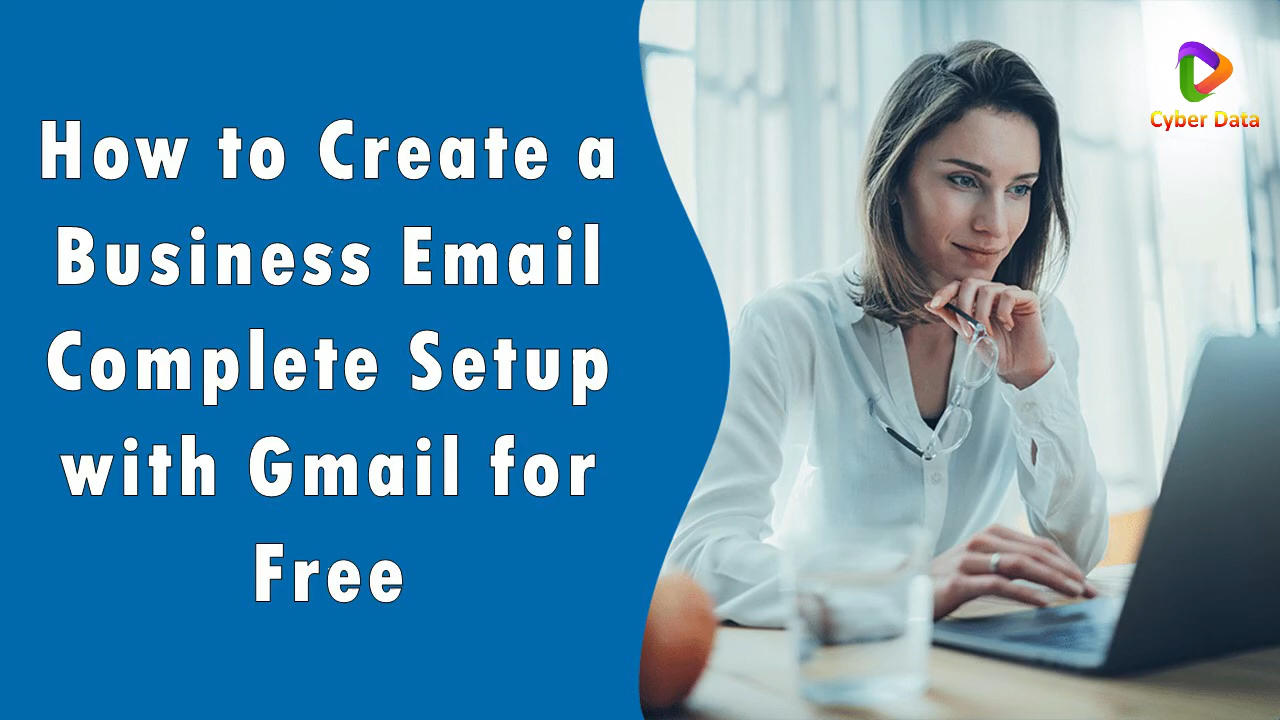 How to Create a
Business Email
Complete Setup
with Gmail for
Free
Cyber Data